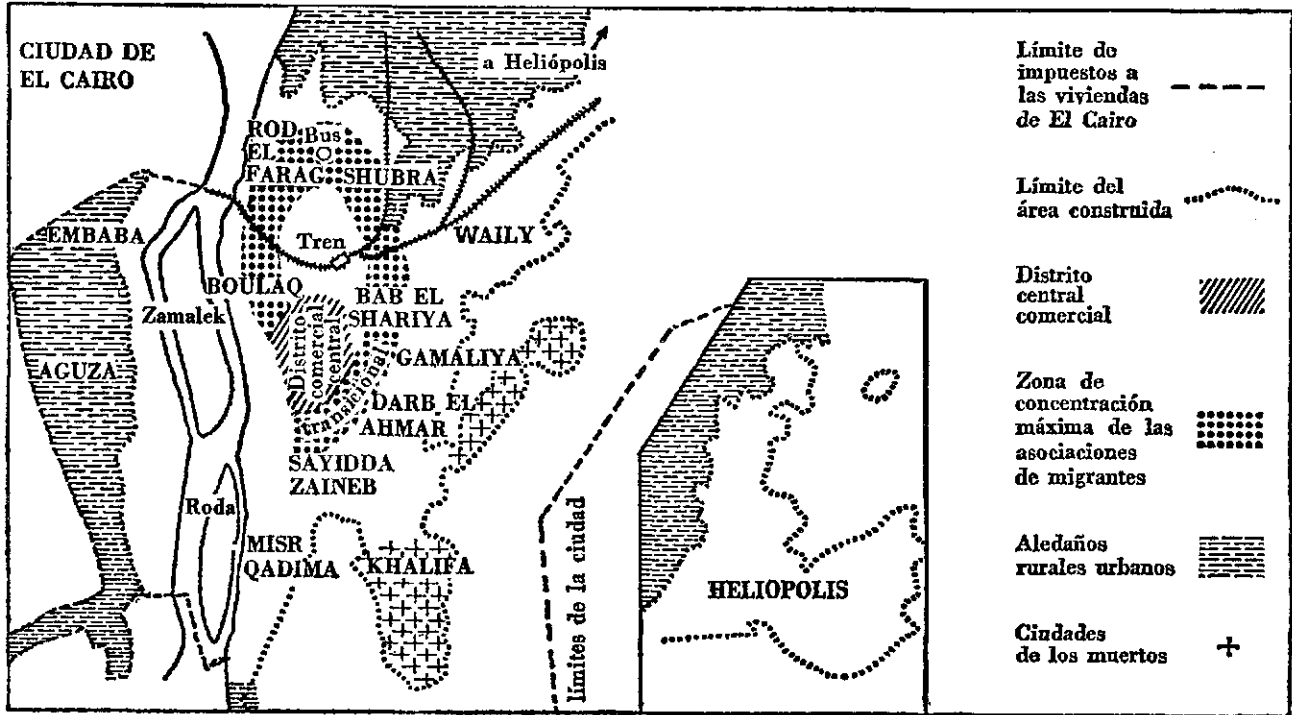 CIUDAD DE
EL CAIRO
a Heliópolis
ROD
EL
FARAG
Bus
SHUBRA
EMBABA
Tren
WAILY
BOULAQ
Zamalek
BAB EL
SHARIYA
Distrito
comercial
central
transicional
GAMALIYA
AGUZA
DARB EL
AHMAR
SAYIDDA
ZAINEB
Roda
MISR
QADIMA
KHALIFA
límites de la ciudad
HELIOPOLIS
Límite de
impuestos a
las viviendas
de El Cairo
Límite del
área construida
Distrito
central
comercial
Zona de
concentración
máxima de las
asociaciones
de migrantes
Aledaños
rurales urbanos
Ciudades
de los muertos